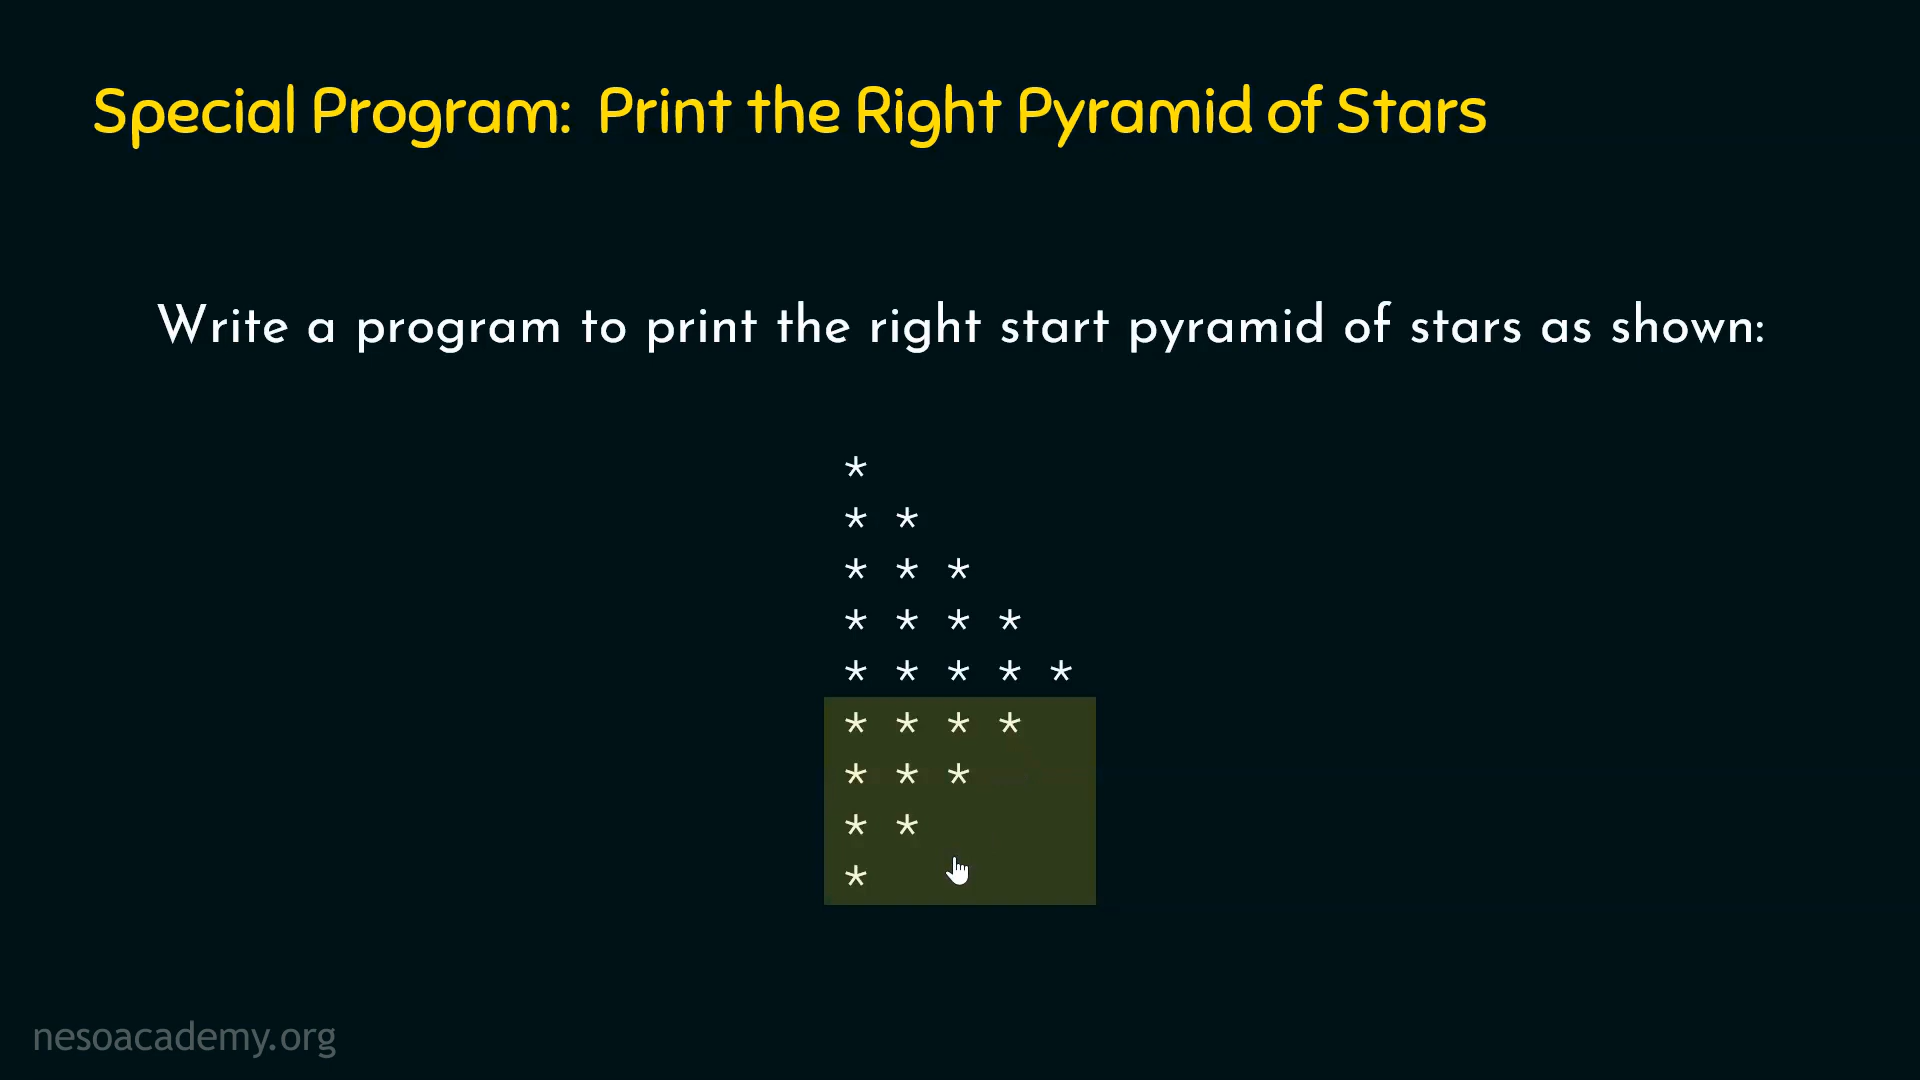 Special Program: Print the Right Pyramid of Stars
Write a program to print the right start pyramid of stars as shown:
*
* *
* * *
* * * *
* * * * *
* * * *
* * *
* *
*
nesoacademy.org